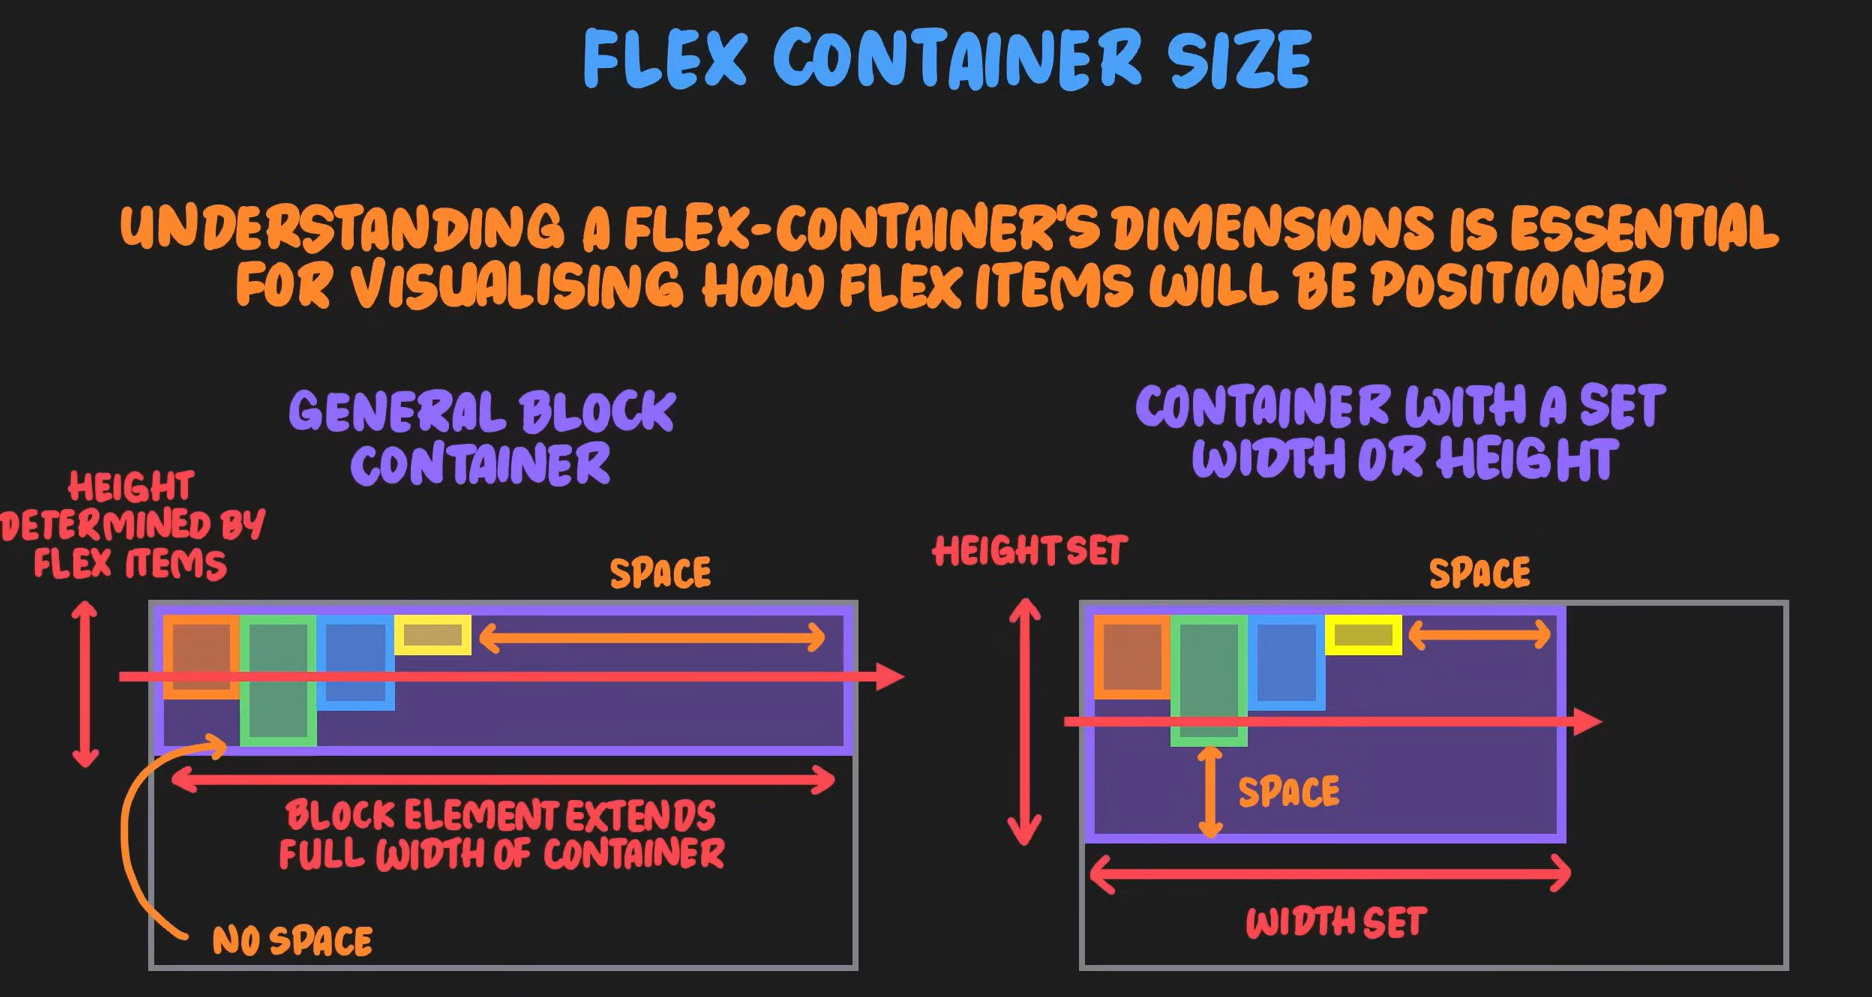 FLEX CONTAINER SIZE
UNDERSTANDING A FLEX-CONTAINER'S DIMENSIONS IS ESSENTIAL
FOR VISUALISING HOW FLEX ITEMS WILL BE POSITIONED
GENERAL BLOCK
CONTAINER
HEIGHT
DETERMINED BY
FLEX ITEMS
SPACE
BLOCK ELEMENT EXTENDS
FULL WIDTH OF CONTAINER
NO SPACE
CONTAINER WITH A SET
WIDTH OR HEIGHT
HEIGHT SET
SPACE
SPACE
WIDTH SET